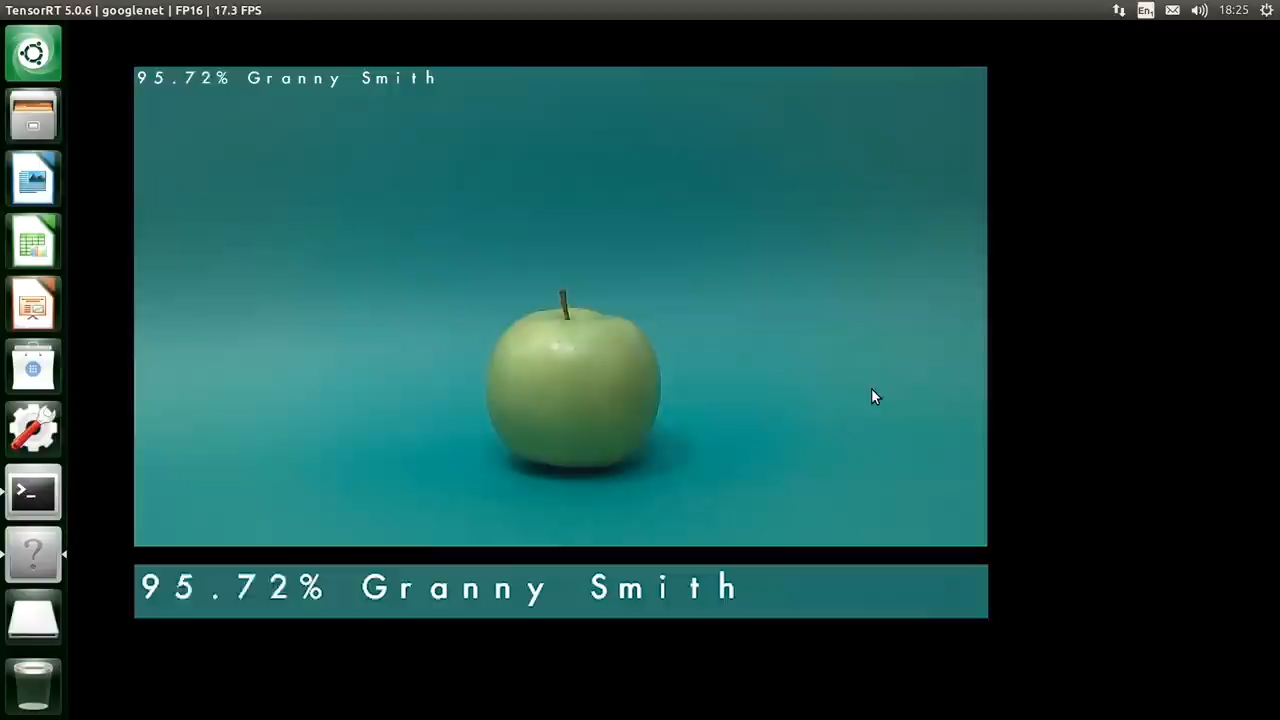 TensorRT 5.0.6 | googlenet | FP16 | 17.3 FPS
En1
18:25
95.72% Granny Smith
>_
?
95.72% Granny Smith